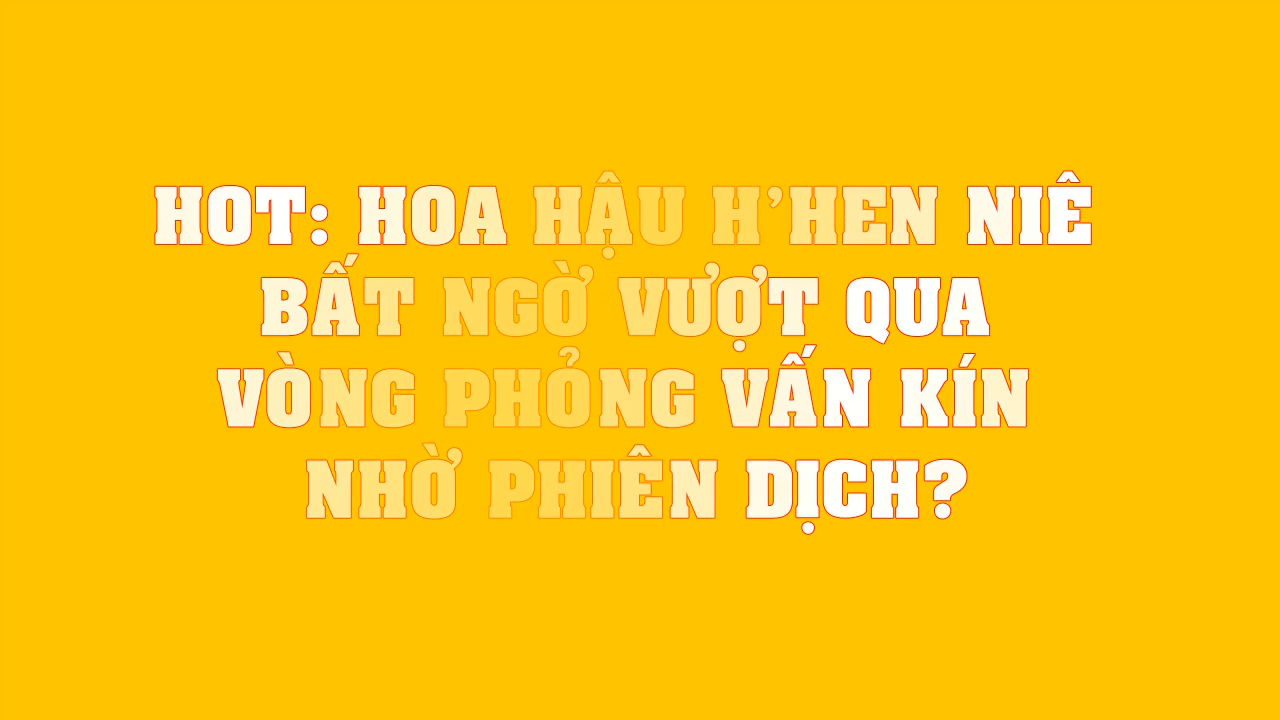 HOT: HOA HẬU H’HEN NIÊ
BẤT NGỜ VƯỢT QUA
VÒNG PHỎNG VẤN KÍN
NHỜ PHIÊN DỊCH?